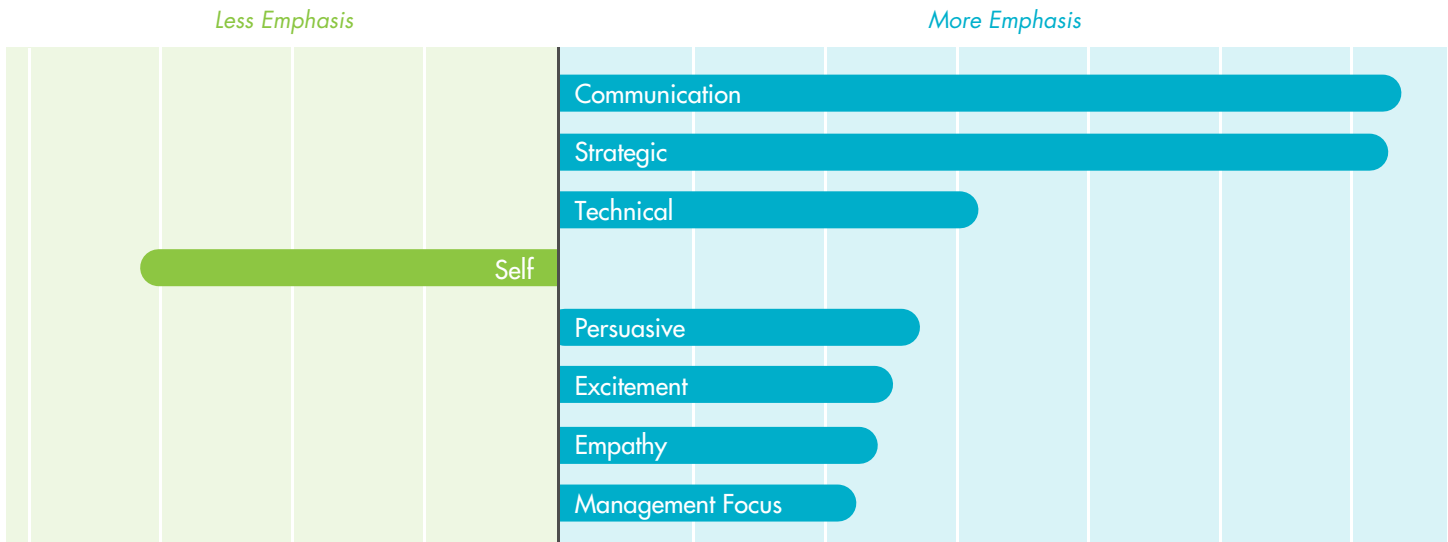 Less Emphasis
More Emphasis
Communication
Strategic
Technical
Self
Persuasive
Excitement
Empathy
Management Focus